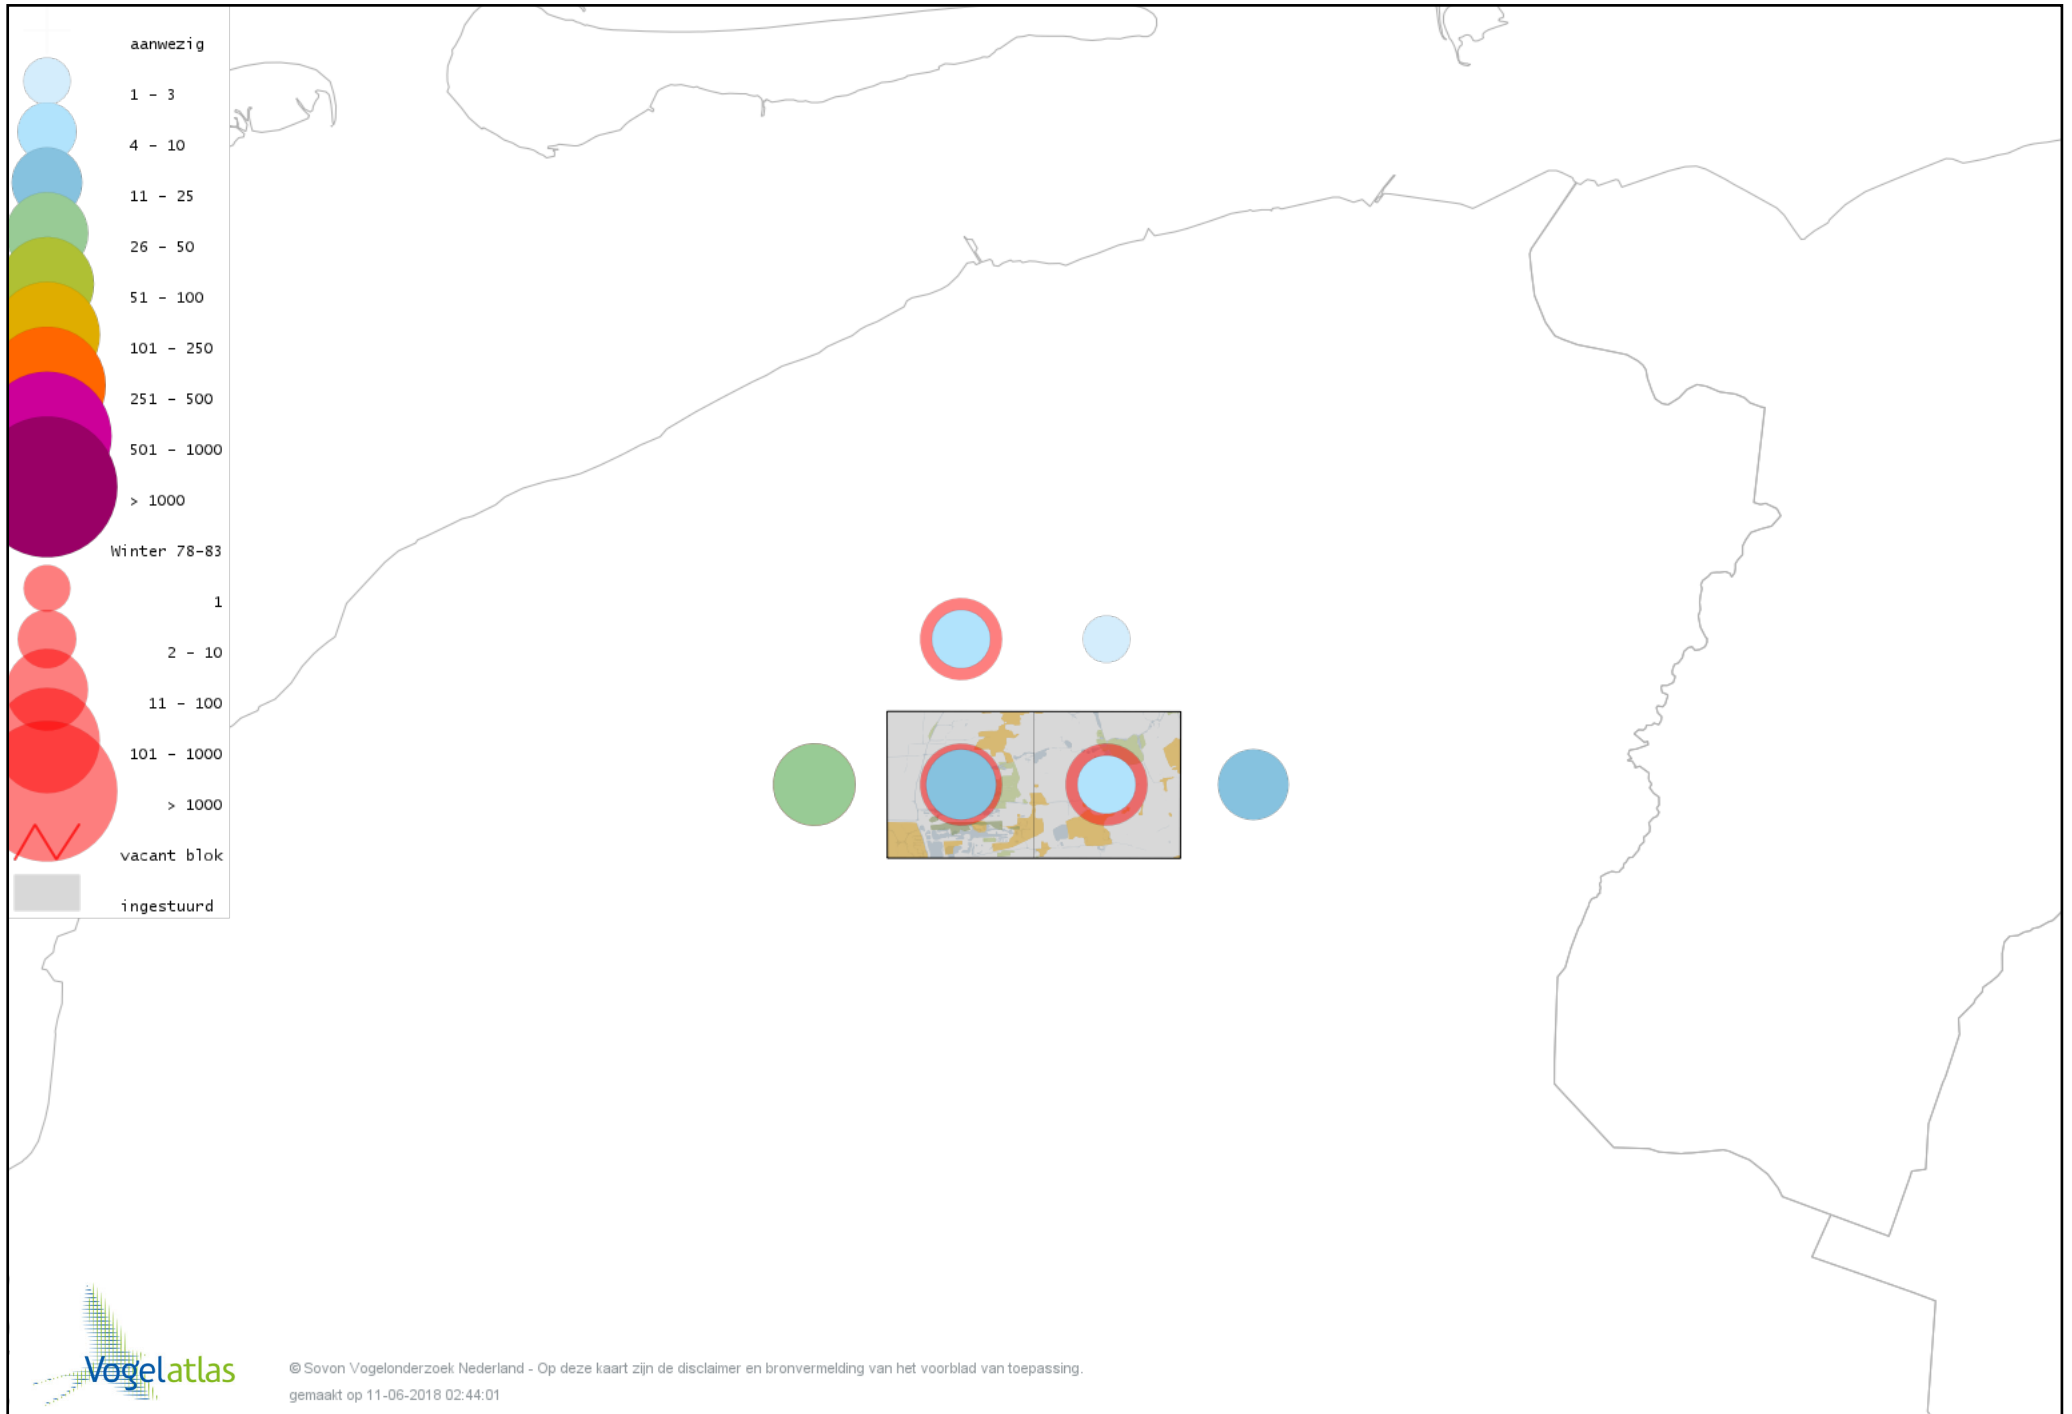 aanwezig
1 - 3
4 - 10
11 - 25
26 - 50
51 - 100
101 - 250
251 - 500
501 - 1000
> 1000
Winter 78-83
1
2 - 10
11 - 100
101 - 1000
> 1000
vacant blok
ingestuurd
Vogelatlas
© Sovon Vogelonderzoek Nederland - Op deze kaart zijn de disclaimer en bronvermelding van het voorblad van toepassing.
gemaakt op 11-06-2018 02:44:01